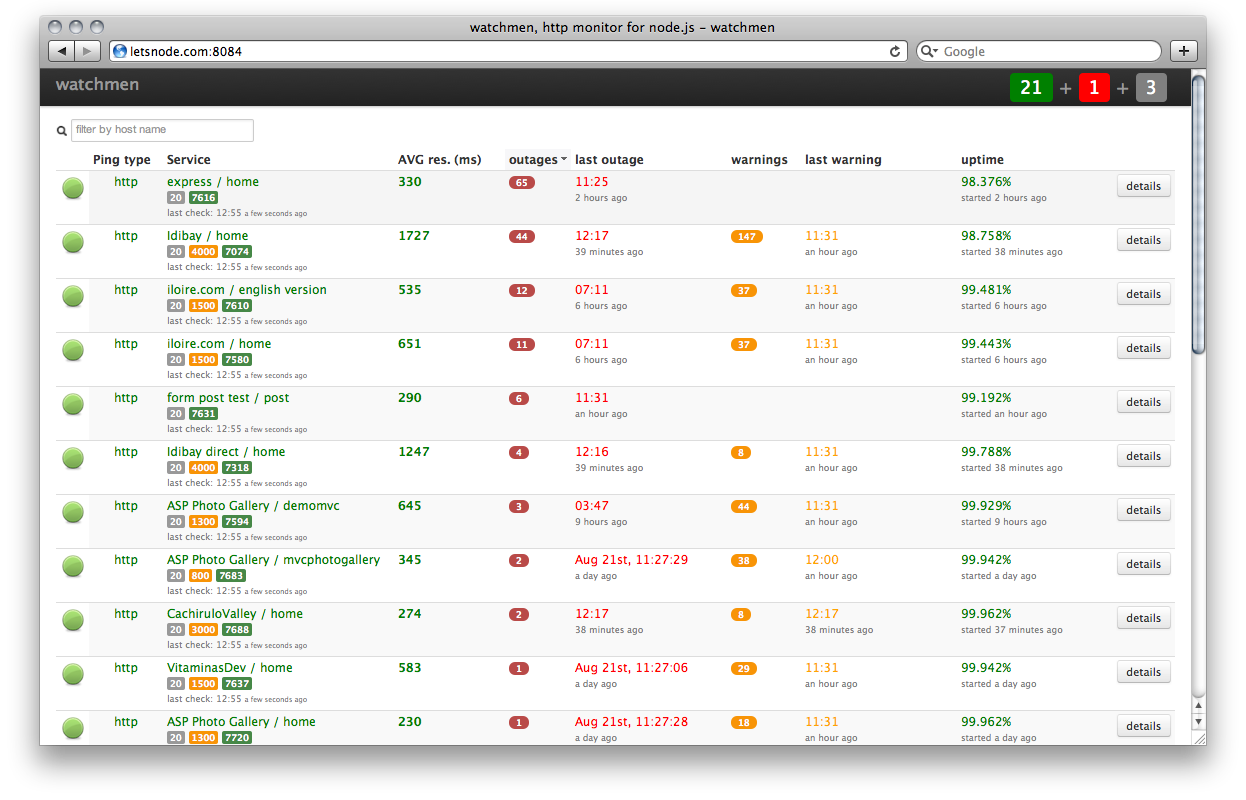 watchmen, http monitor for node.js – watchmen
letsnode.com:8084
Google
+
watchmen
21 + 1 + 3
filter by host name
Ping type Service AVG res. (ms) outages last outage warnings last warning uptime
http express / home 330 65 11:25 98.376% details
20 7616 2 hours ago started 2 hours ago
last check: 12:55 a few seconds ago
http Idibay / home 1727 44 12:17 147 11:31 98.758% details
20 4000 7074 39 minutes ago an hour ago started 38 minutes ago
last check: 12:55 a few seconds ago
http iloire.com / english version 535 12 07:11 37 11:31 99.481% details
20 1500 7610 6 hours ago an hour ago started 6 hours ago
last check: 12:55 a few seconds ago
http iloire.com / home 651 11 07:11 37 11:31 99.443% details
20 1500 7580 6 hours ago an hour ago started 6 hours ago
last check: 12:55 a few seconds ago
http form post test / post 290 6 11:31 99.192% details
20 7631 an hour ago started an hour ago
last check: 12:55 a few seconds ago
http Idibay direct / home 1247 4 12:16 8 11:31 99.788% details
20 4000 7318 39 minutes ago an hour ago started 38 minutes ago
last check: 12:55 a few seconds ago
http ASP Photo Gallery / demomvc 645 3 03:47 44 11:31 99.929% details
20 1300 7594 9 hours ago an hour ago started 9 hours ago
last check: 12:55 a few seconds ago
http ASP Photo Gallery / mvcphotogallery 345 2 Aug 21st, 11:27:29 38 12:00 99.942% details
20 800 7683 a day ago an hour ago started a day ago
last check: 12:55 a few seconds ago
http CachiruloValley / home 274 2 12:17 8 12:17 99.962% details
20 3000 7688 38 minutes ago 38 minutes ago started 37 minutes ago
last check: 12:55 a few seconds ago
http VitaminasDev / home 583 1 Aug 21st, 11:27:06 29 11:31 99.942% details
20 1500 7637 a day ago an hour ago started a day ago
last check: 12:55 a few seconds ago
http ASP Photo Gallery / home 230 1 Aug 21st, 11:27:28 18 11:31 99.962% details
20 1300 7720 a day ago an hour ago started a day ago